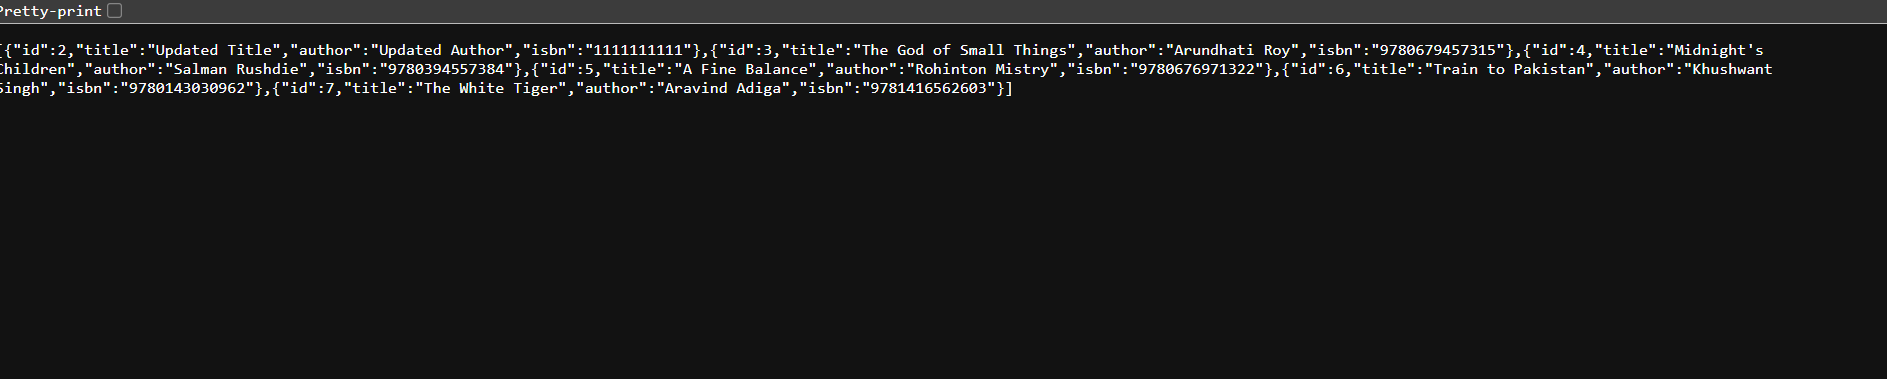 Pretty-print
[{"id":2,"title":"Updated Title","author":"Updated Author","isbn":"1111111111"},{"id":3,"title":"The God of Small Things","author":"Arundhati Roy","isbn":"9780679457315"},{"id":4,"title":"Midnight's
Children","author":"Salman Rushdie","isbn":"9780394557384"},{"id":5,"title":"A Fine Balance","author":"Rohinton Mistry","isbn":"9780676971322"},{"id":6,"title":"Train to Pakistan","author":"Khushwant
Singh","isbn":"9780143030962"},{"id":7,"title":"The White Tiger","author":"Aravind Adiga","isbn":"9781416562603"}]